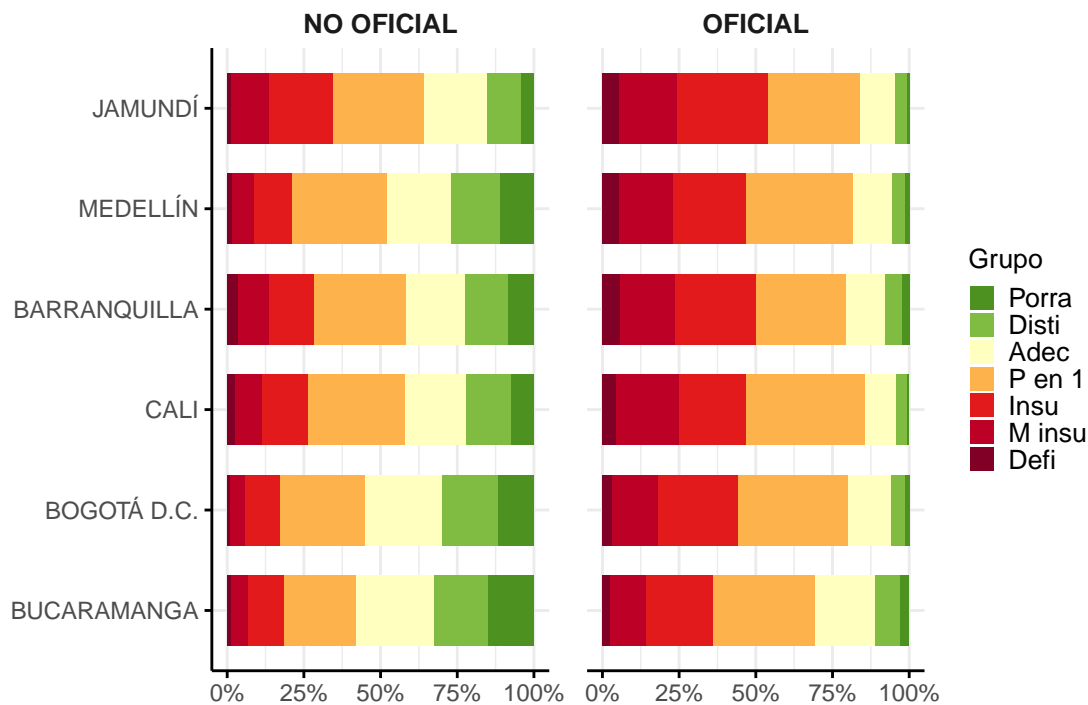 NO OFICIAL
OFICIAL
JAMUNDÍ
MEDELLÍN
BARRANQUILLA
CALI
BOGOTÁ D.C.
BUCARAMANGA
0% 25% 50% 75% 100%
0% 25% 50% 75% 100%
Grupo
Porra
Disti
Adec
P en 1
Insu
M insu
Defi